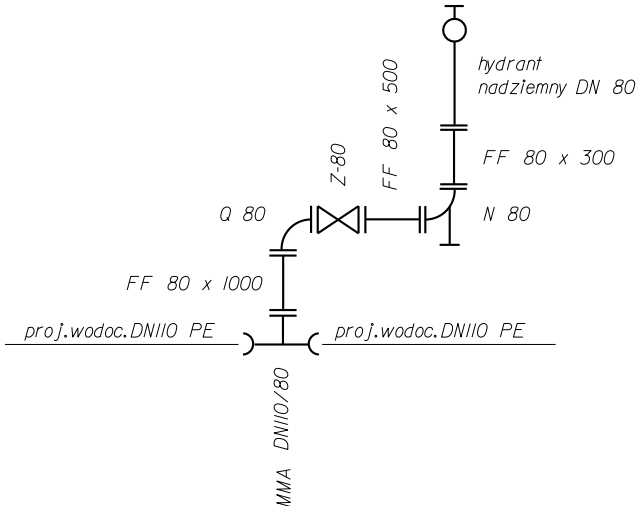 hydrant
nadziemny DN 80
FF 80 x 500
Z-80
FF 80 x 300
Q 80
N 80
FF 80 x 1000
proj.wodoc.DN110 PE
proj.wodoc.DN110 PE
MMA DN110/80